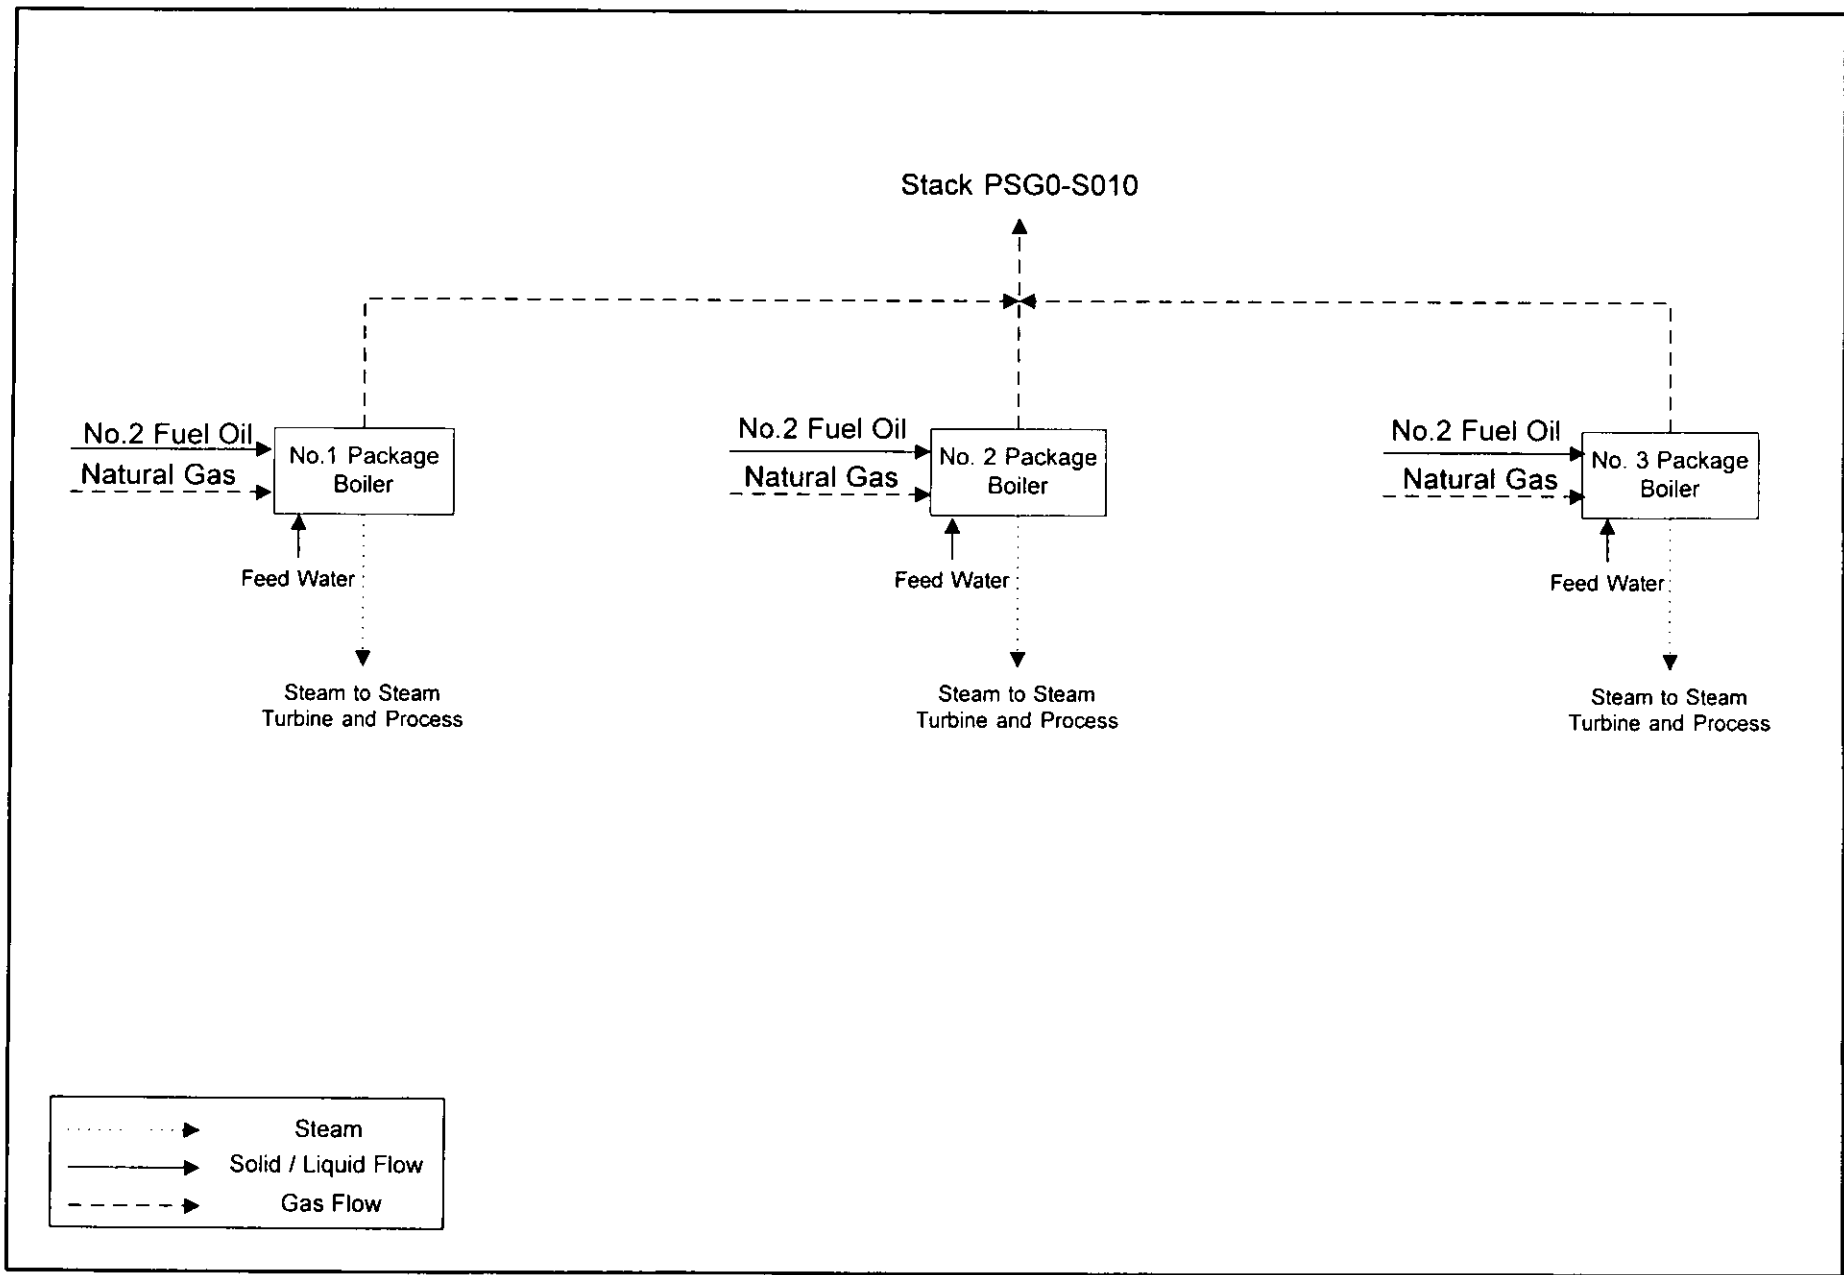 Stack PSG0-S010
No.2 Fuel Oil
Natural Gas
No.1 Package
Boiler
Feed Water
Steam to Steam
Turbine and Process
No.2 Fuel Oil
Natural Gas
No. 2 Package
Boiler
Feed Water
Steam to Steam
Turbine and Process
No.2 Fuel Oil
Natural Gas
No. 3 Package
Boiler
Feed Water
Steam to Steam
Turbine and Process
Steam
Solid / Liquid Flow
Gas Flow